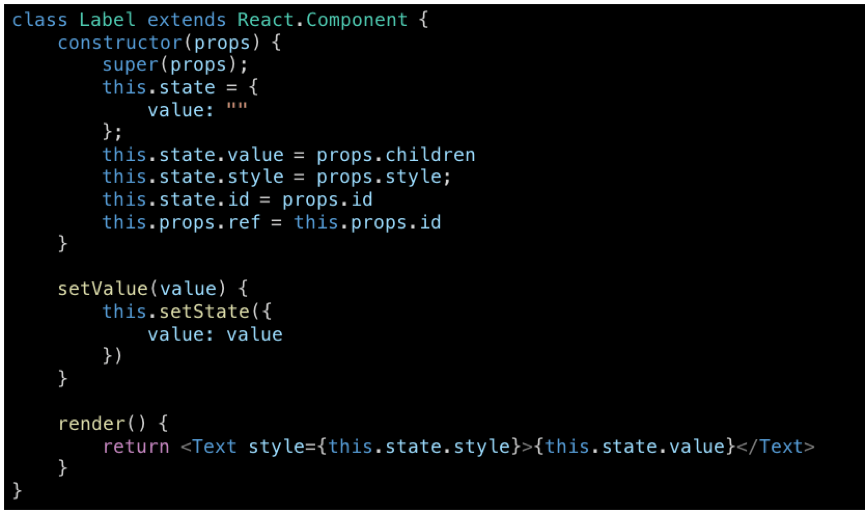 class Label extends React.Component {
    constructor(props) {
        super(props);
        this.state = {
            value: ""
        };
        this.state.value = props.children
        this.state.style = props.style;
        this.state.id = props.id
        this.props.ref = this.props.id
    }

    setValue(value) {
        this.setState({
            value: value
        })
    }

    render() {
        return <Text style={this.state.style}>{this.state.value}</Text>
    }
}